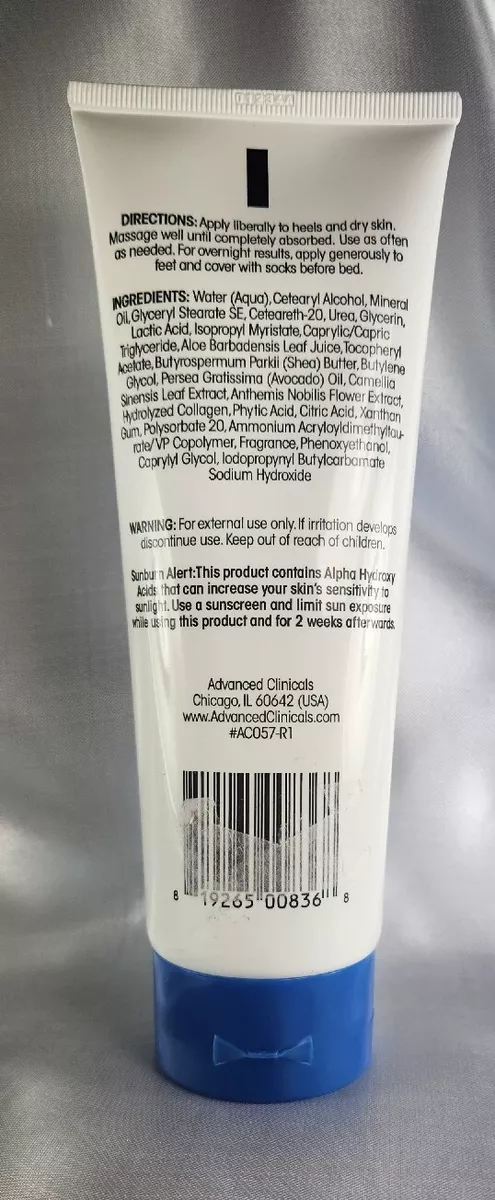 DIRECTIONS: Apply liberally to heels and dry skin.
Massage well until completely absorbed. Use as often
as needed. For overnight results, apply generously to
feet and cover with socks before bed.
INGREDIENTS: Water (Aqua), Cetearyl Alcohol, Mineral
Oil, Glyceryl Stearate SE, Ceteareth-20, Urea, Glycerin,
Lactic Acid, Isopropyl Myristate, Caprylic/Capric
Triglyceride, Aloe Barbadensis Leaf Juice, Tocopheryl
Acetate, Butyrospermum Parkii (Shea) Butter, Butylene
Glycol, Persea Gratissima (Avocado) Oil, Camellia
Sinensis Leaf Extract, Anthemis Nobilis Flower Extract,
Hydrolyzed Collagen, Phytic Acid, Citric Acid, Xanthan
Gum, Polysorbate 20, Ammonium Acryloyldimethyltau-
rate/VP Copolymer, Fragrance, Phenoxyethanol,
Caprylyl Glycol, Iodopropynyl Butylcarbamate
Sodium Hydroxide
WARNING: For external use only. If irritation develops
discontinue use. Keep out of reach of children.
Sunburn Alert:This product contains Alpha Hydroxy
Acids that can increase your skin's sensitivity to
sunlight. Use a sunscreen and limit sun exposure
while using this product and for 2 weeks afterwards.
Advanced Clinicals
Chicago, IL 60642 (USA)
www.AdvancedClinicals.com
#AC057-R1
8 19265 00836 8